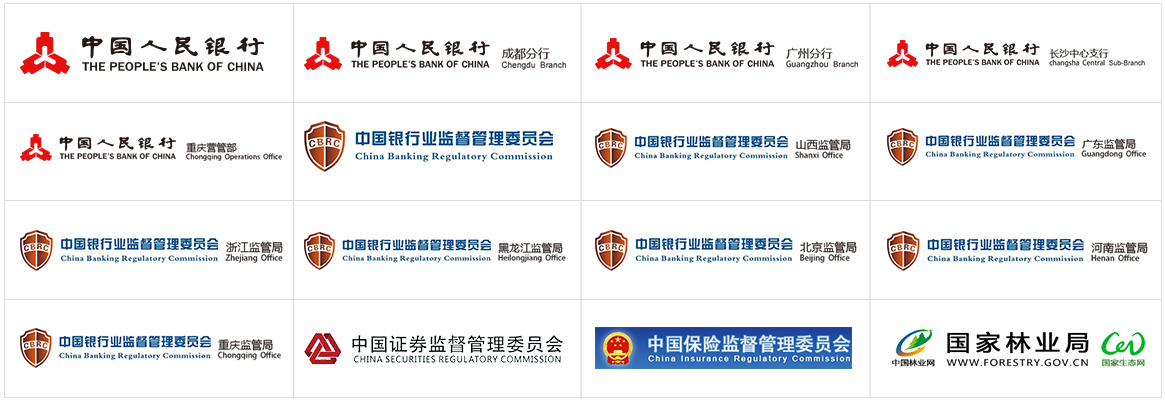 中国人民银行
THE PEOPLE'S BANK OF CHINA
中国人民银行
THE PEOPLE'S BANK OF CHINA
成都分行
Chengdu Branch
中国人民银行
THE PEOPLE'S BANK OF CHINA
广州分行
Guangzhou Branch
中国人民银行
THE PEOPLE'S BANK OF CHINA
长沙中心支行
changsha Central Sub-Branch
中国人民银行
THE PEOPLE'S BANK OF CHINA
重庆营管部
Chongqing Operations Office
CBRC
中国银行业监督管理委员会
China Banking Regulatory Commission
CBRC
中国银行业监督管理委员会
China Banking Regulatory Commission
山西监管局
Shanxi Office
CBRC
中国银行业监督管理委员会
China Banking Regulatory Commission
广东监管局
Guangdong Office
CBRC
中国银行业监督管理委员会
China Banking Regulatory Commission
浙江监管局
Zhejiang Office
CBRC
中国银行业监督管理委员会
China Banking Regulatory Commission
黑龙江监管局
Heilongjiang Office
CBRC
中国银行业监督管理委员会
China Banking Regulatory Commission
北京监管局
Beijing Office
CBRC
中国银行业监督管理委员会
China Banking Regulatory Commission
河南监管局
Henan Office
CBRC
中国银行业监督管理委员会
China Banking Regulatory Commission
重庆监管局
Chongqing Office
中国证券监督管理委员会
CHINA SECURITIES REGULATORY COMMISSION
中国保险监督管理委员会
China Insurance Regulatory Commission
中国林业网
国家林业局
WWW.FORESTRY.GOV.CN
国家生态网